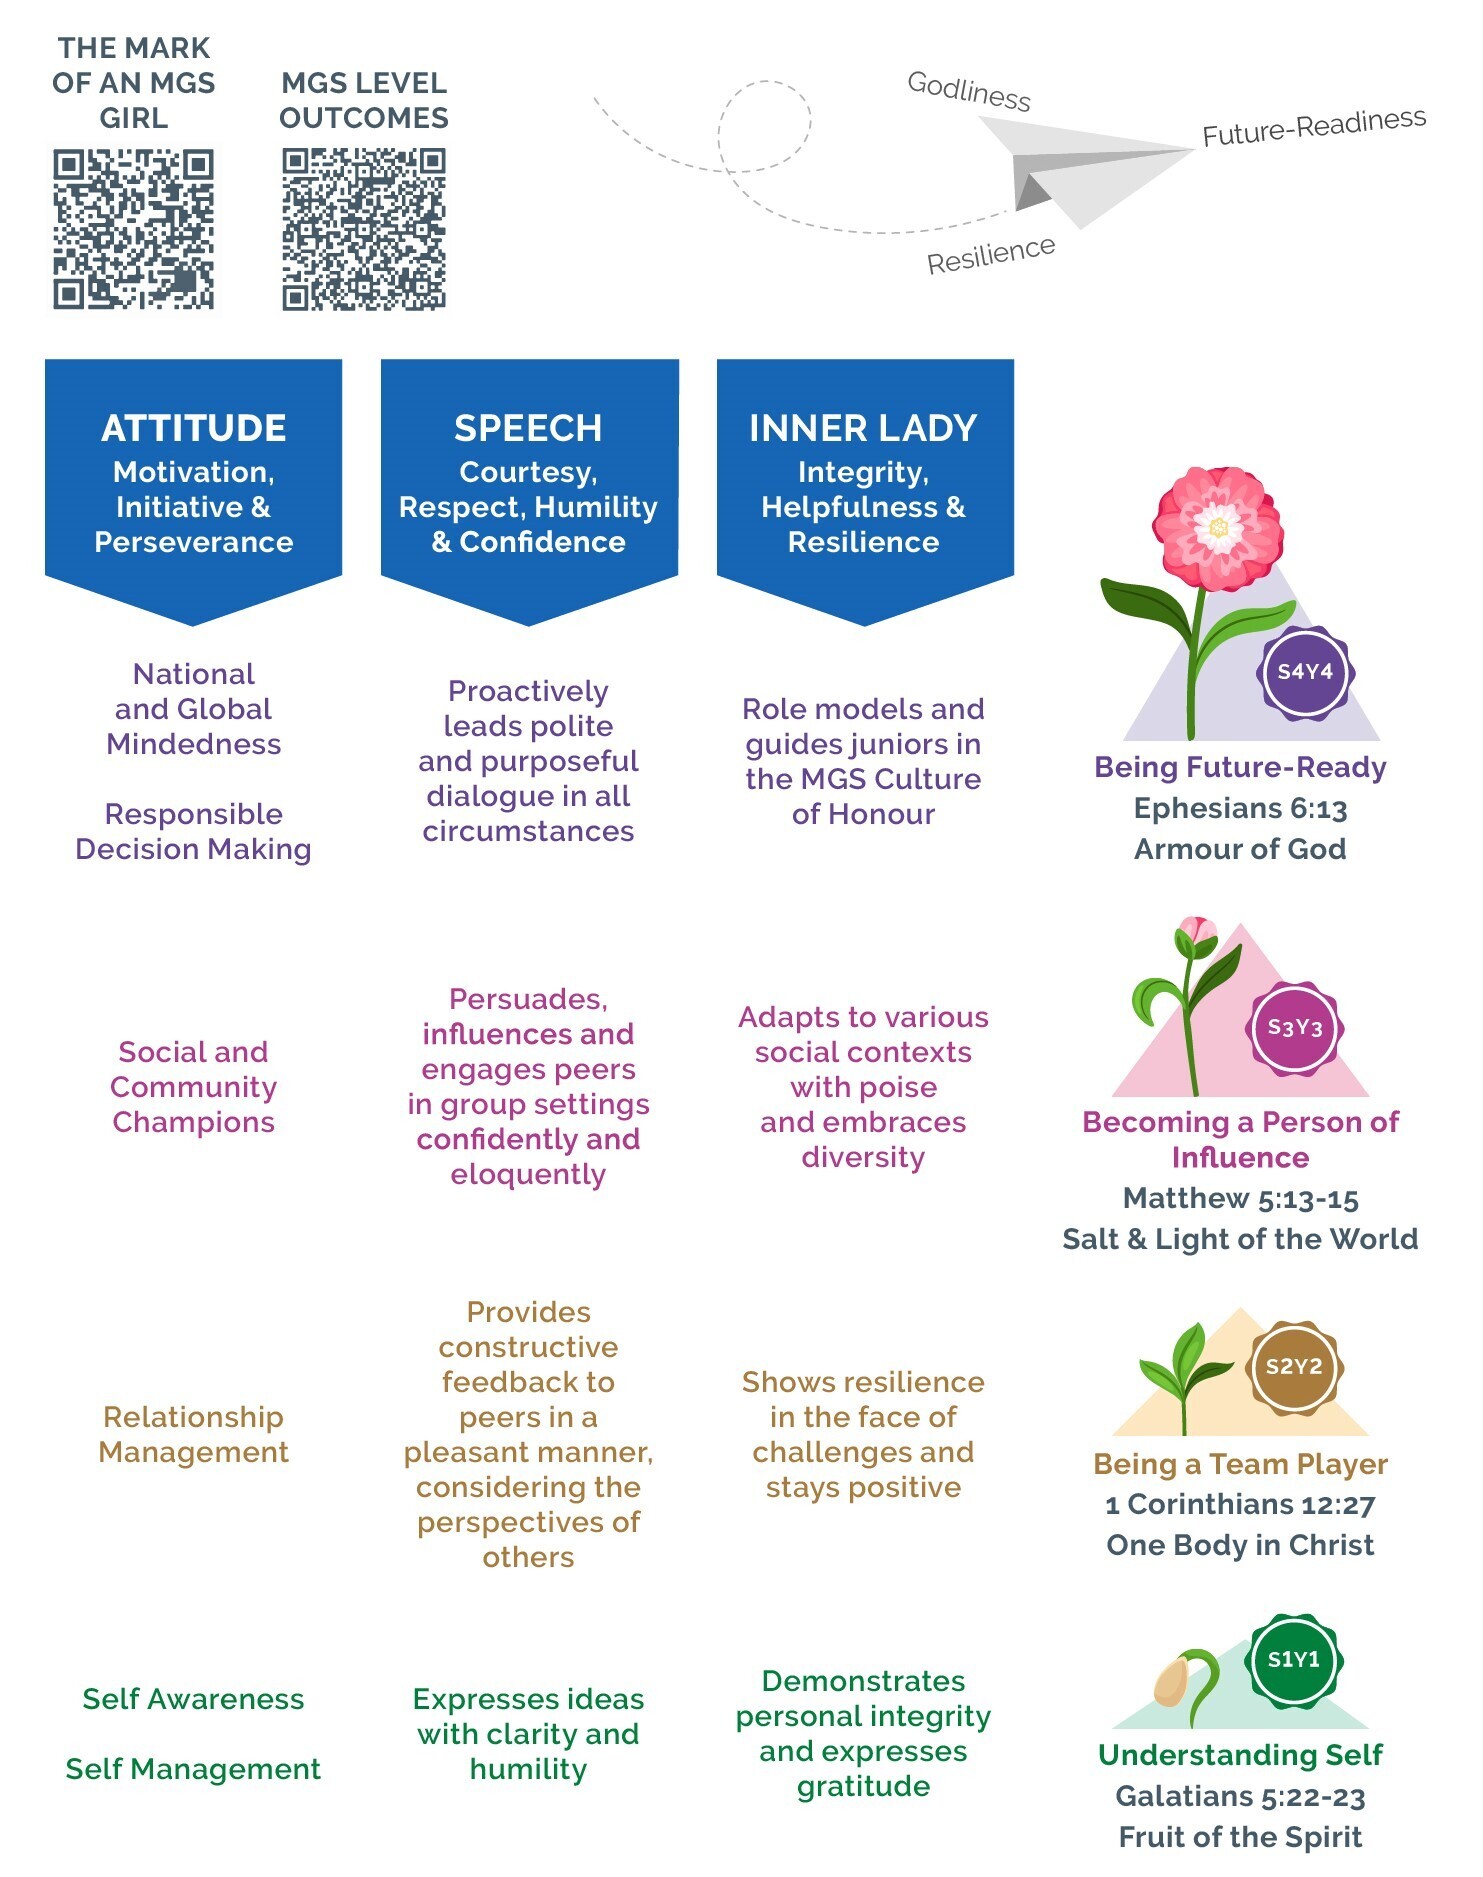 THE MARK
OF AN MGS
GIRL
MGS LEVEL
OUTCOMES
Godliness
Future-Readiness
Resilience
ATTITUDE
Motivation,
Initiative &
Perseverance
SPEECH
Courtesy,
Respect, Humility
& Confidence
INNER LADY
Integrity,
Helpfulness &
Resilience
National
and Global
Mindedness
Responsible
Decision Making
Proactively
leads polite
and purposeful
dialogue in all
circumstances
Role models and
guides juniors in
the MGS Culture
of Honour
S4Y4
Being Future-Ready
Ephesians 6:13
Armour of God
Social and
Community
Champions
Persuades,
influences and
engages peers
in group settings
confidently and
eloquently
Adapts to various
social contexts
with poise
and embraces
diversity
S3Y3
Becoming a Person of
Influence
Matthew 5:13-15
Salt & Light of the World
Relationship
Management
Provides
constructive
feedback to
peers in a
pleasant manner,
considering the
perspectives of
others
Shows resilience
in the face of
challenges and
stays positive
S2Y2
Being a Team Player
1 Corinthians 12:27
One Body in Christ
Self Awareness
Self Management
Expresses ideas
with clarity and
humility
Demonstrates
personal integrity
and expresses
gratitude
S1Y1
Understanding Self
Galatians 5:22-23
Fruit of the Spirit